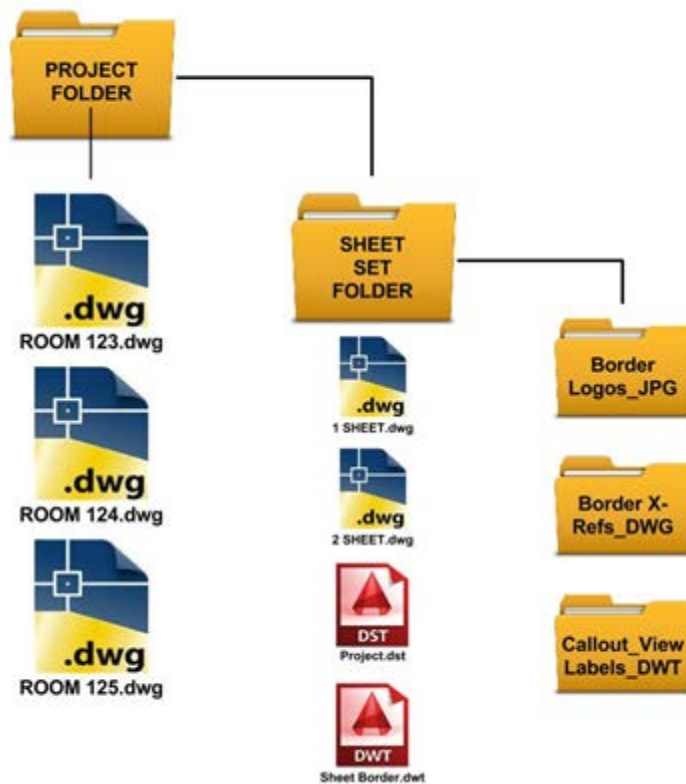 PROJECT
FOLDER
.dwg
ROOM 123.dwg
.dwg
ROOM 124.dwg
.dwg
ROOM 125.dwg
SHEET
SET
FOLDER
.dwg
1 SHEET.dwg
.dwg
2 SHEET.dwg
DST
Project.dst
DWT
Sheet Border.dwt
Border
Logos_JPG
Border X-
Refs_DWG
Callout_View
Labels_DWT